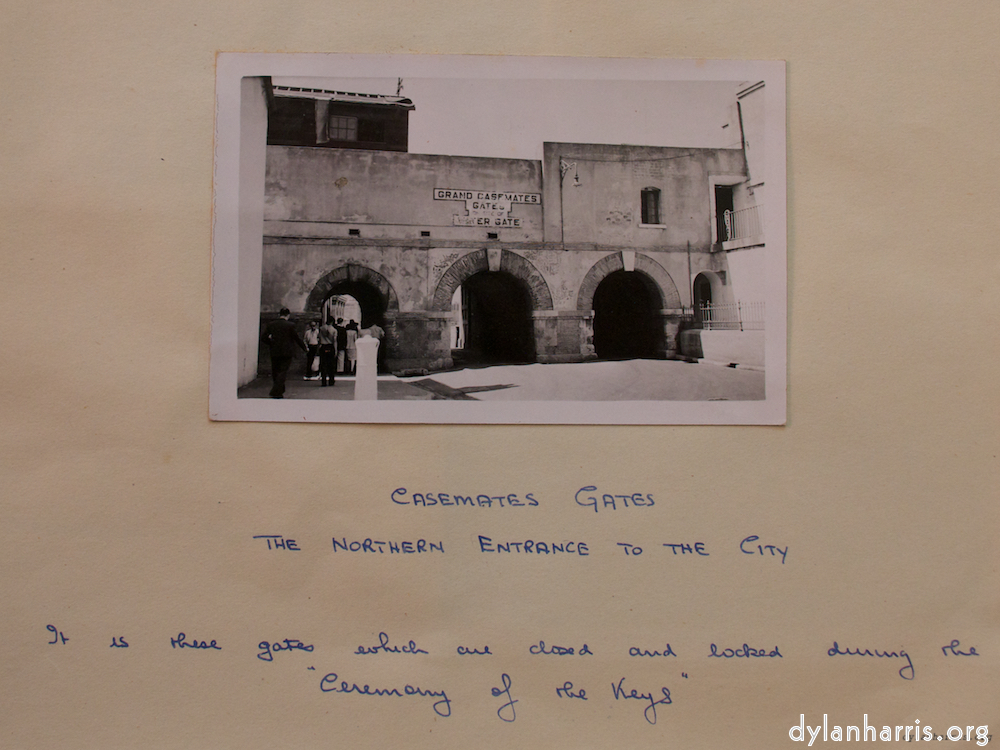 GRAND CASEMATES
GATES
WATER GATE
CASEMATES GATES
THE NORTHERN ENTRANCE TO THE CITY
It is these gates which are closed and locked during the
"Ceremony of the Keys"
dylanharris.org